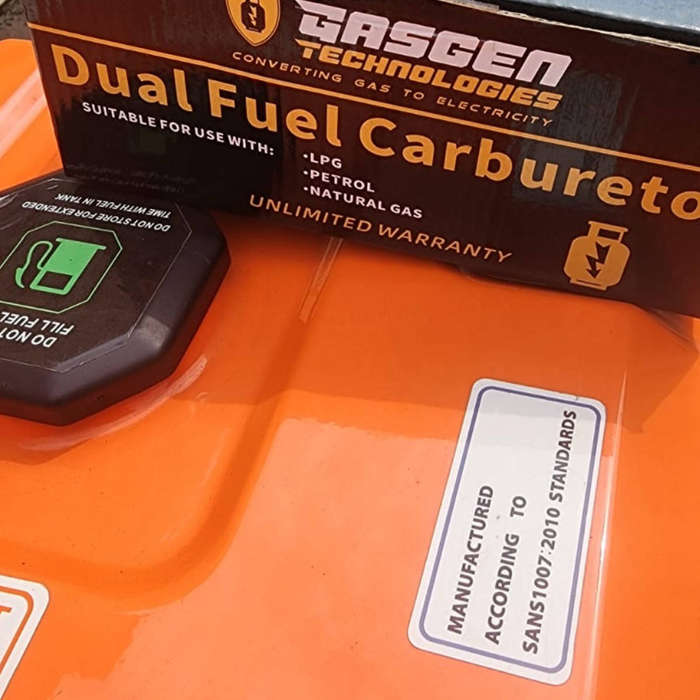 GASGEN
TECHNOLOGIES
CONVERTING GAS TO ELECTRICITY
Dual Fuel Carbureto
SUITABLE FOR USE WITH:
•LPG
•PETROL
•NATURAL GAS
UNLIMITED WARRANTY
DO NOT STORE FOR EXTENDED
TIME WITH FUEL IN TANK
DO NOT
FILL FUEL
MANUFACTURED
ACCORDING TO
SANS1007:2010 STANDARDS